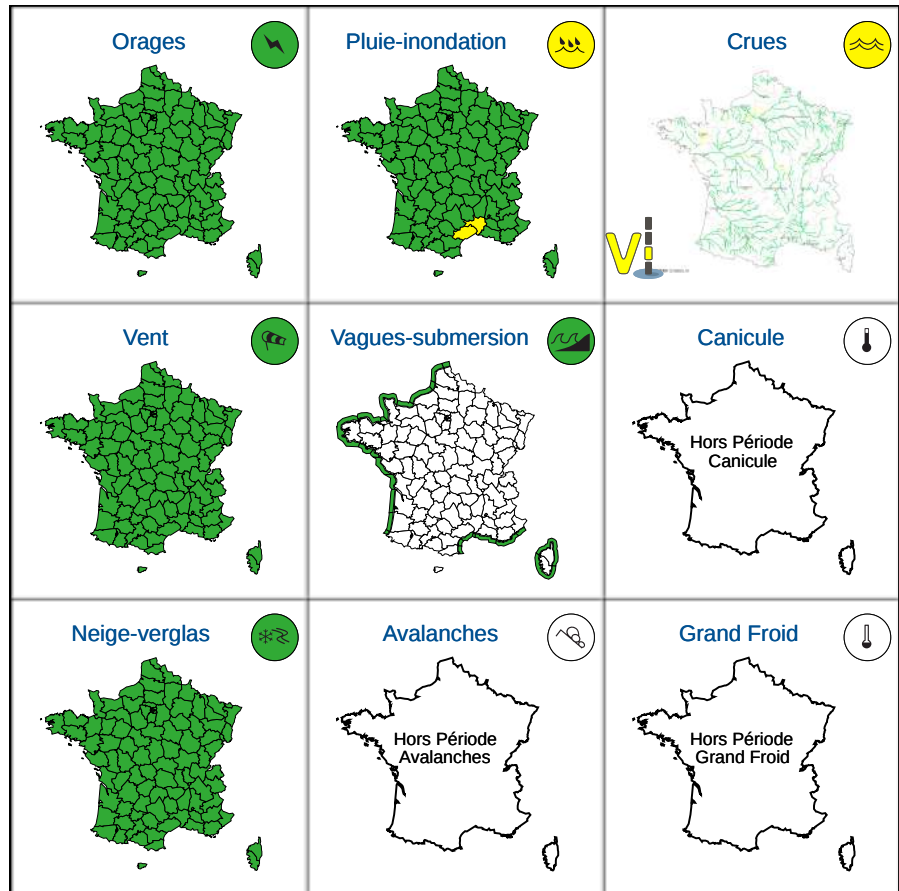 Orages
Pluie-inondation
Crues
Vi
Vent
Vagues-submersion
Canicule
Hors Période
Canicule
Neige-verglas
Avalanches
Hors Période
Avalanches
Grand Froid
Hors Période
Grand Froid